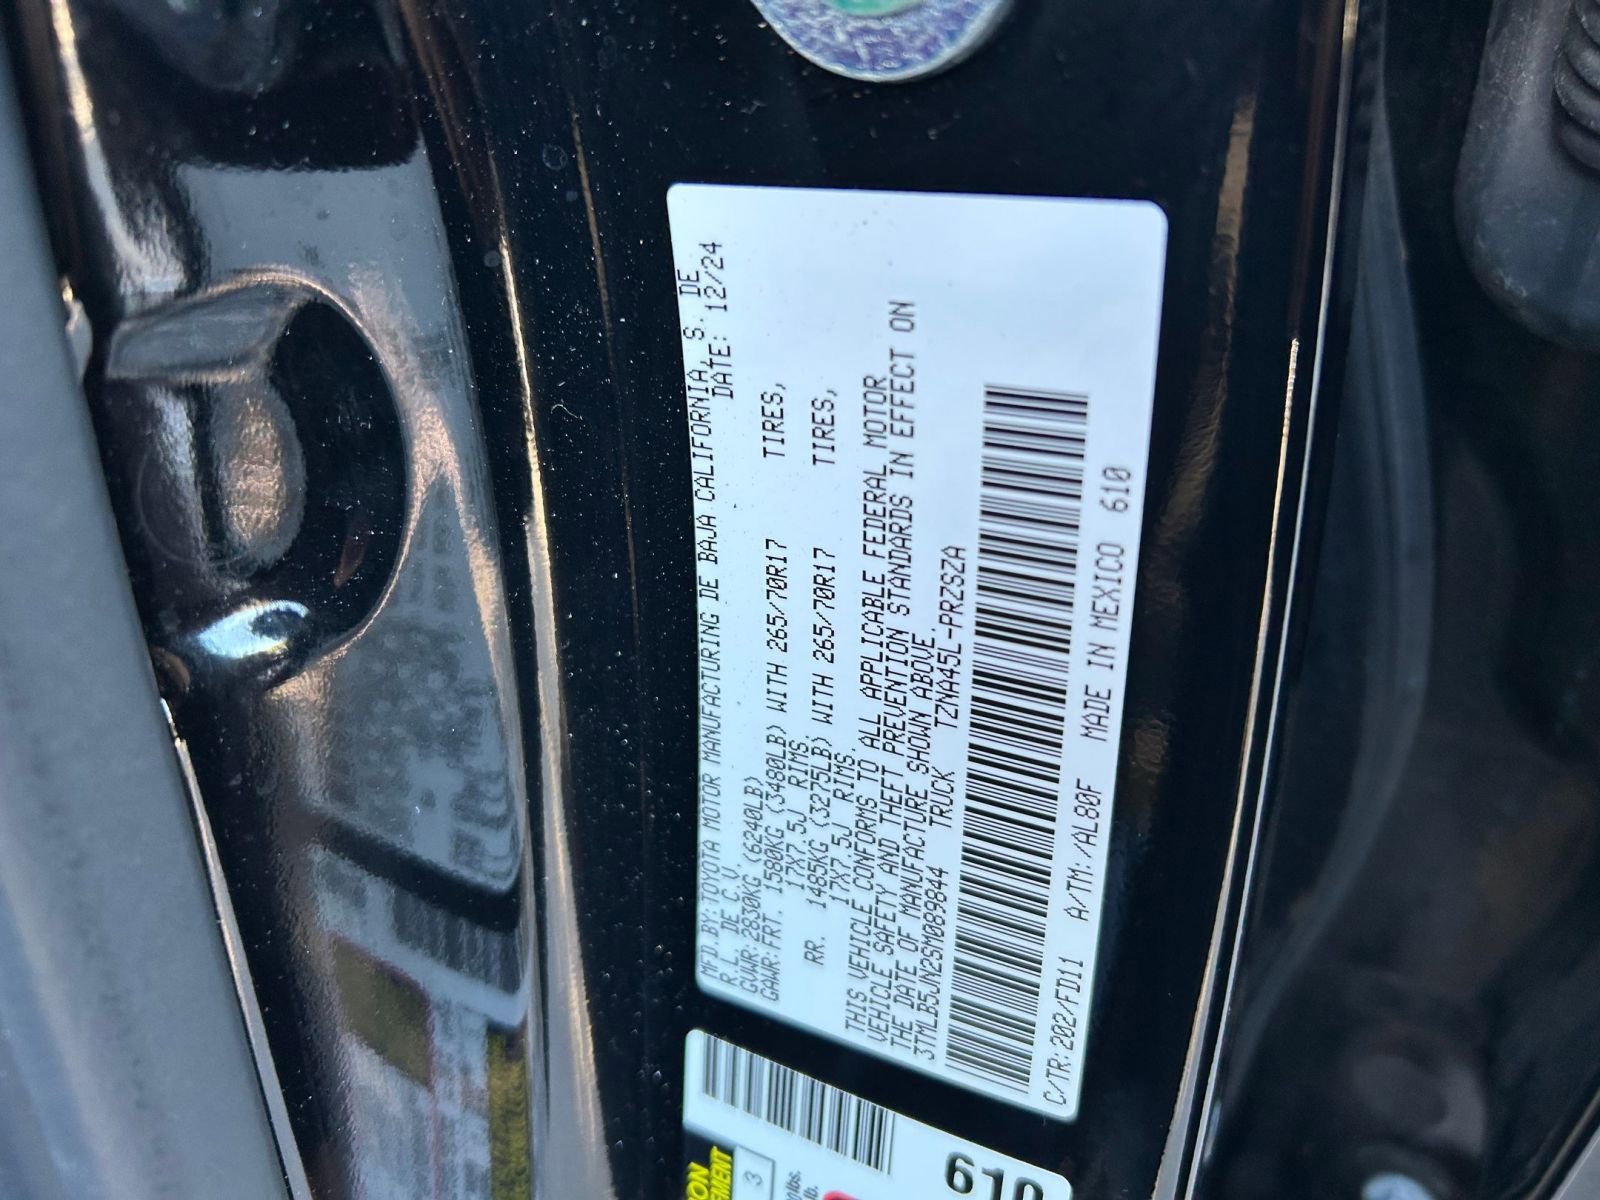 MFD.BY:TOYOTA MOTOR MANUFACTURING DE BAJA CALIFORNIA, S. DE
R.L. DE C.V. DATE: 12/24
GVWR:2830KG (6240LB)
GAWR:FRT. 1580KG (3480LB) WITH 265/70R17 TIRES,
17X7.5J RIMS,
RR. 1485KG (3275LB) WITH 265/70R17 TIRES,
17X7.5J RIMS.
THIS VEHICLE CONFORMS TO ALL APPLICABLE FEDERAL MOTOR
VEHICLE SAFETY AND THEFT PREVENTION STANDARDS IN EFFECT ON
THE DATE OF MANUFACTURE SHOWN ABOVE.
3TMLB5JN2SM089844 TRUCK TZNA45L-PRZSZA
C/TR:202/FD11 A/TM:/AL80F MADE IN MEXICO 610
610
3